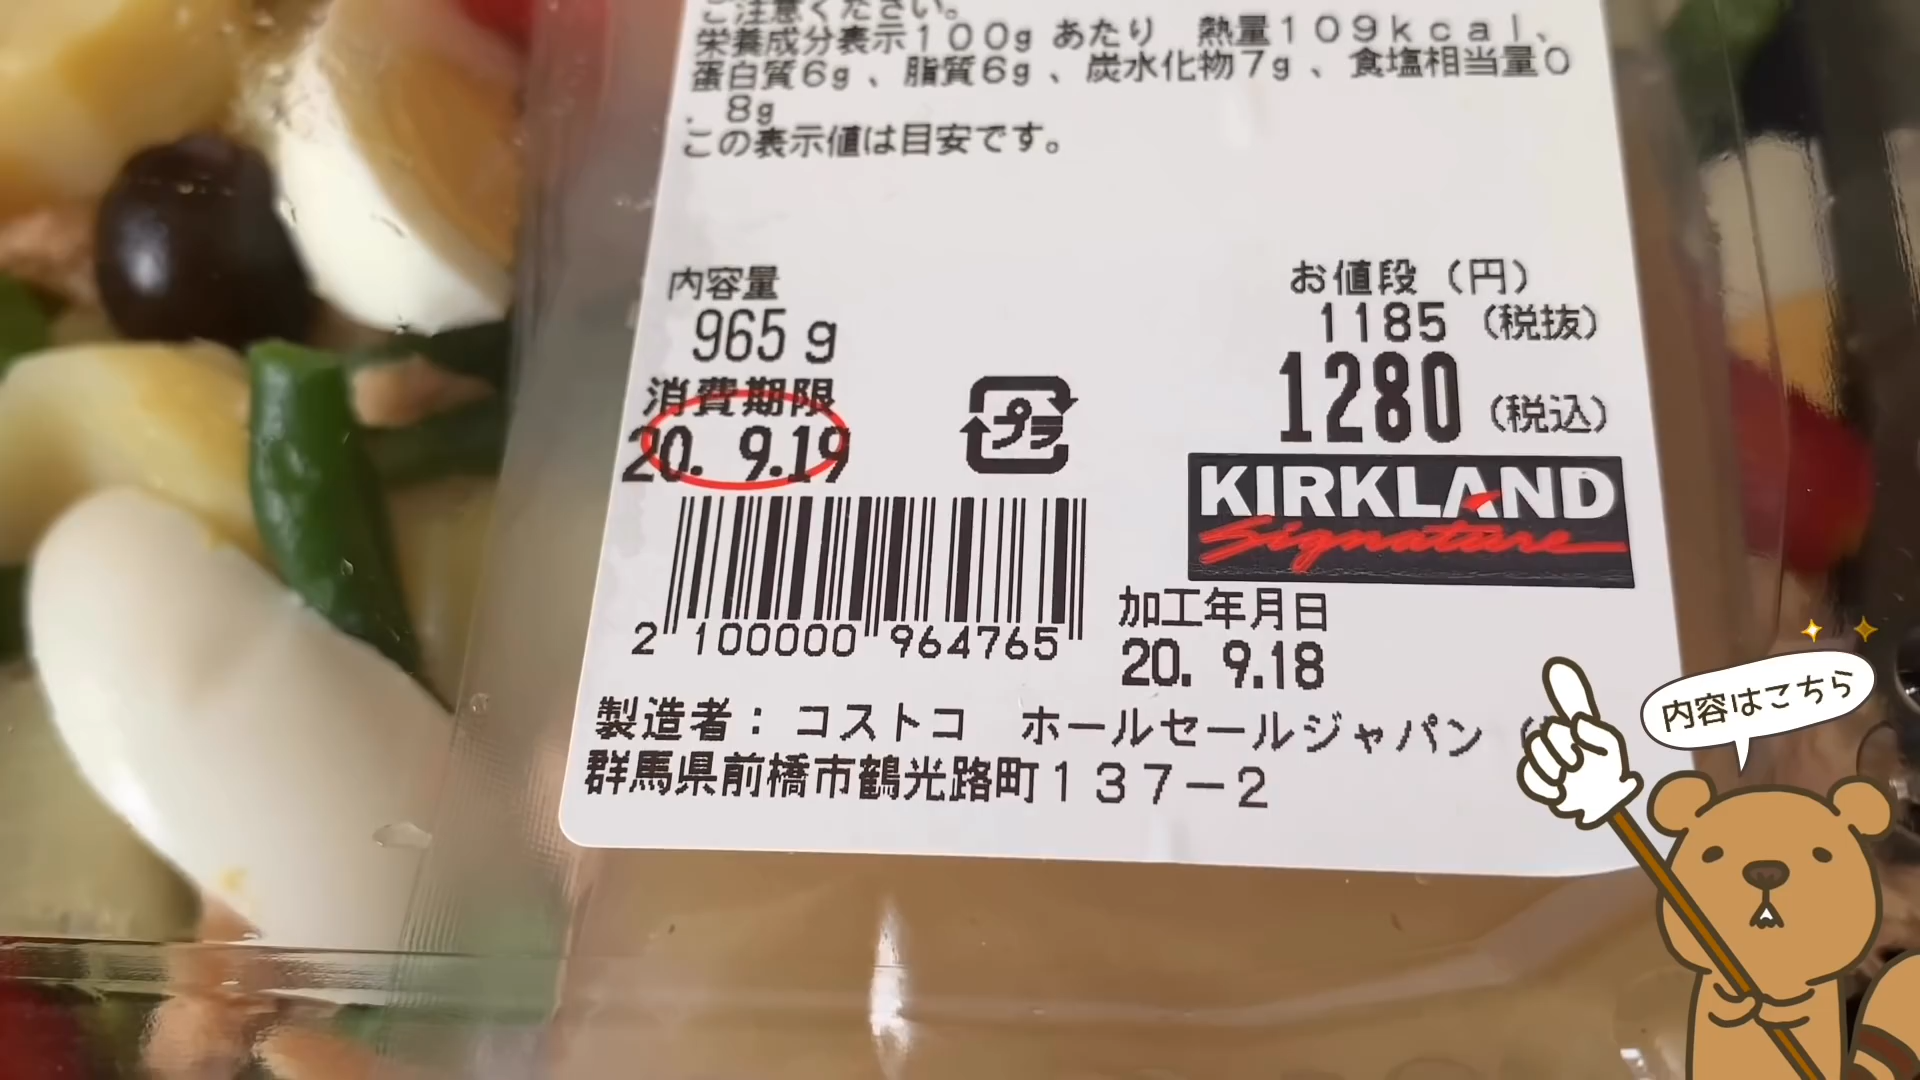 ご注意ください。
栄養成分表示100g あたり 熱量109kcal、
蛋白質6g、脂質6g、炭水化物7g、食塩相当量0
.8g
この表示値は目安です。
内容量
965g
消費期限
20. 9.19
プラ
お値段（円）
1185（税抜）
1280（税込）
KIRKLAND
Signature
2 100000 964765
加工年月日
20. 9.18
製造者：コストコ ホールセールジャパン
群馬県前橋市鶴光路町137-2
内容はこちら